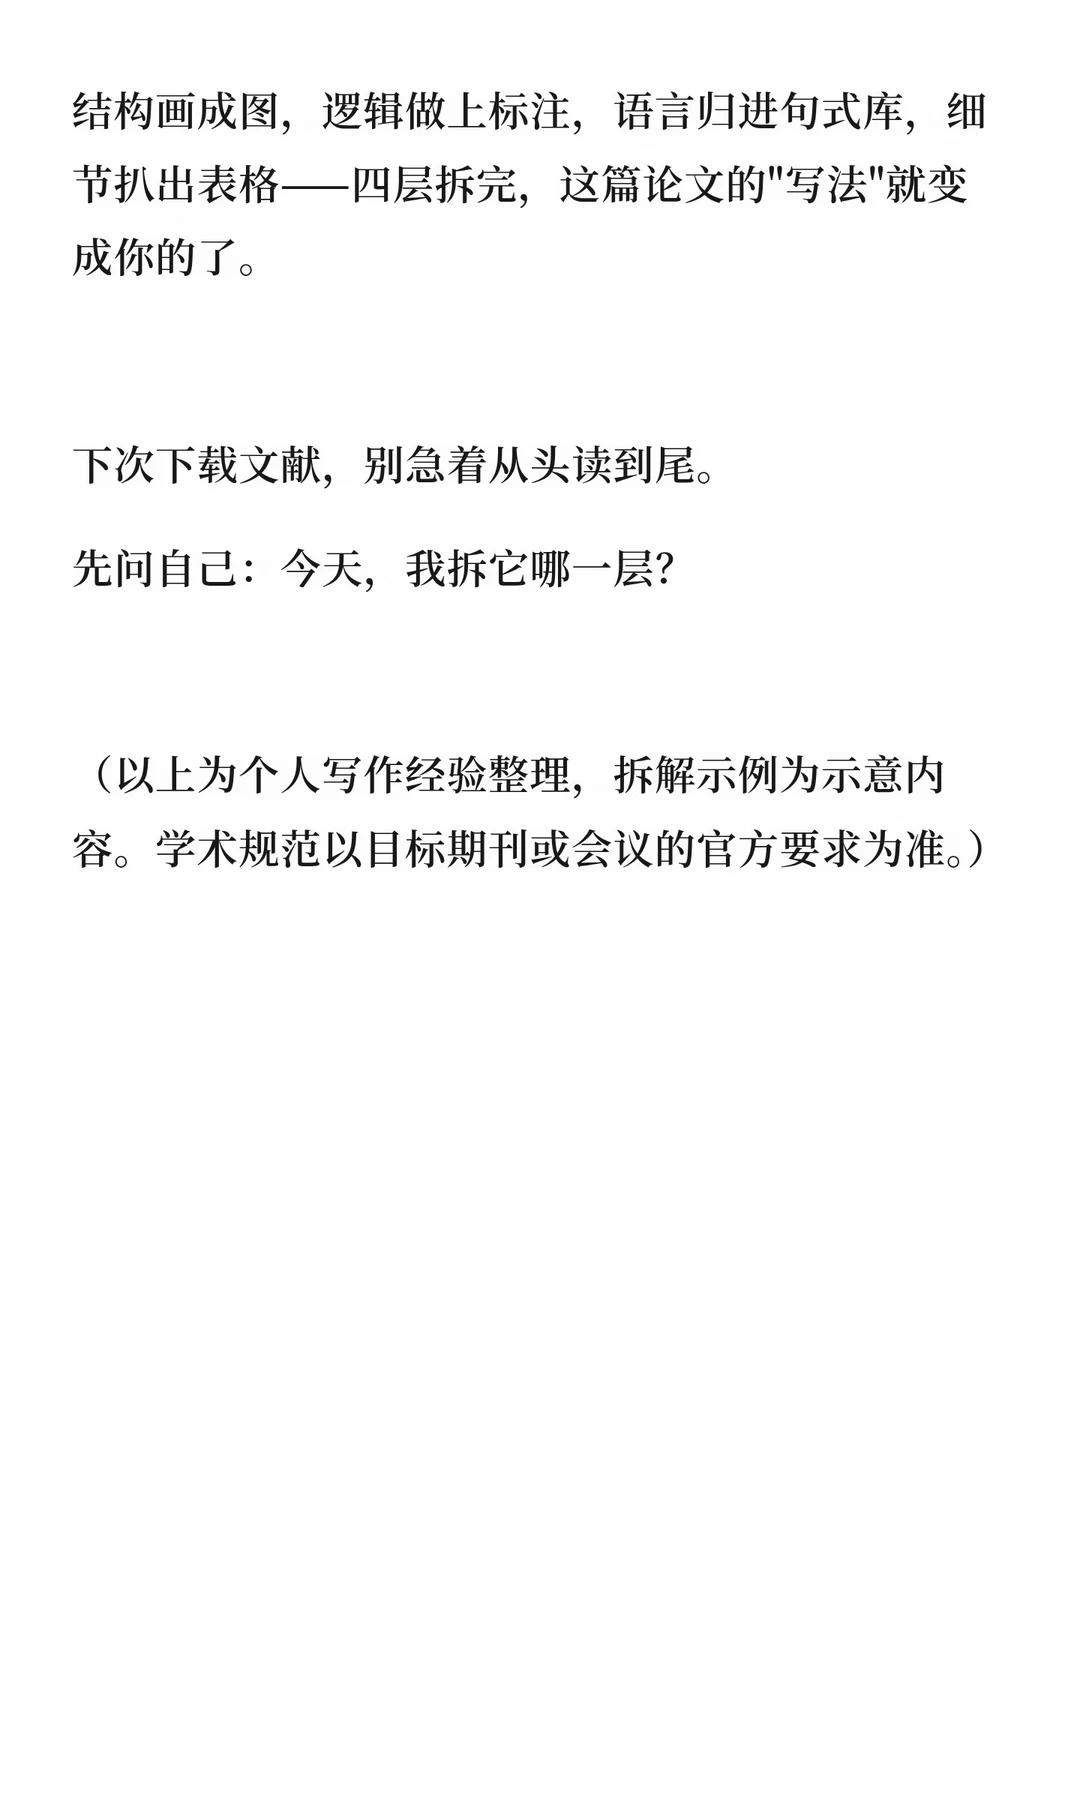 结构画成图，逻辑做上标注，语言归进句式库，细
节扒出表格——四层拆完，这篇论文的"写法"就变
成你的了。
下次下载文献，别急着从头读到尾。
先问自己：今天，我拆它哪一层？
（以上为个人写作经验整理，拆解示例为示意内
容。学术规范以目标期刊或会议的官方要求为准。）